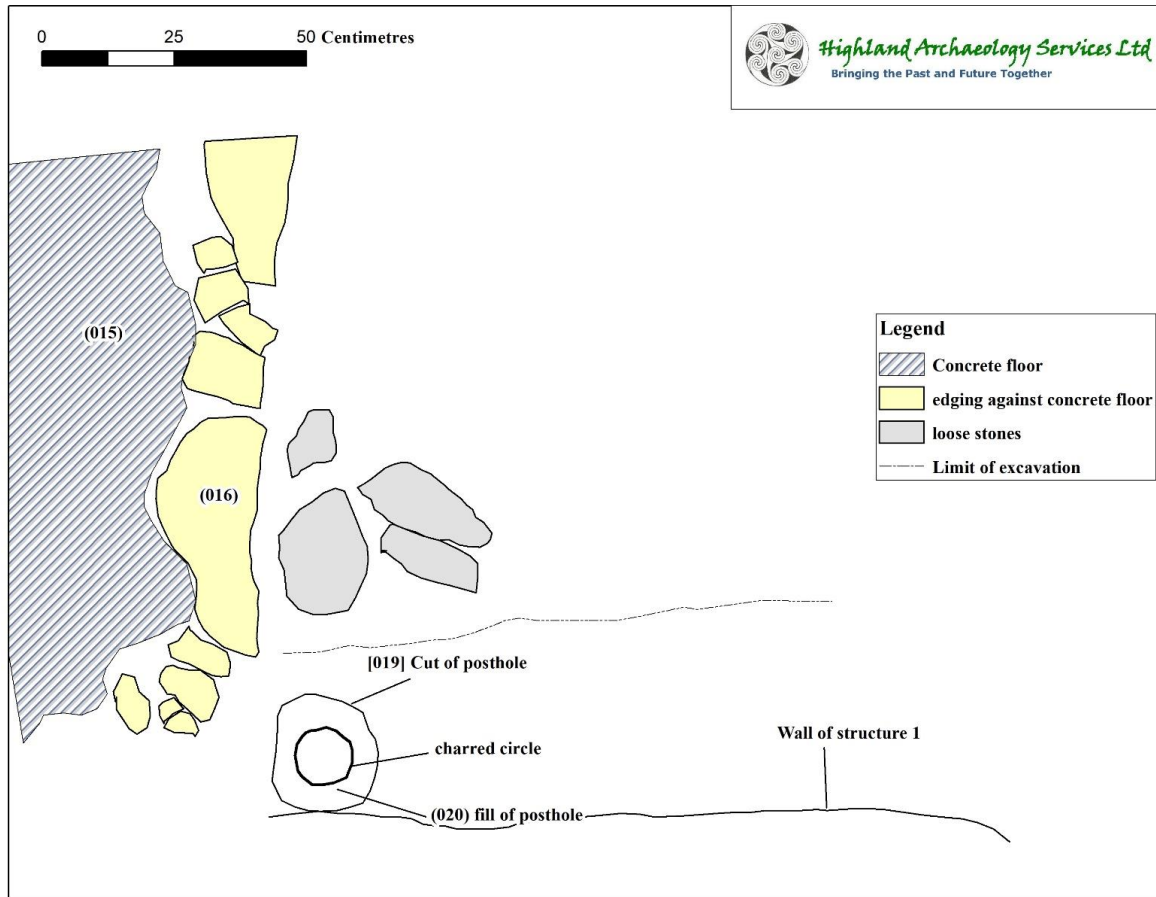 0 25 50 Centimetres
Highland Archaeology Services Ltd
Bringing the Past and Future Together
(015)
Legend
Concrete floor
edging against concrete floor
loose stones
Limit of excavation
(016)
[019] Cut of posthole
Wall of structure 1
charred circle
(020) fill of posthole